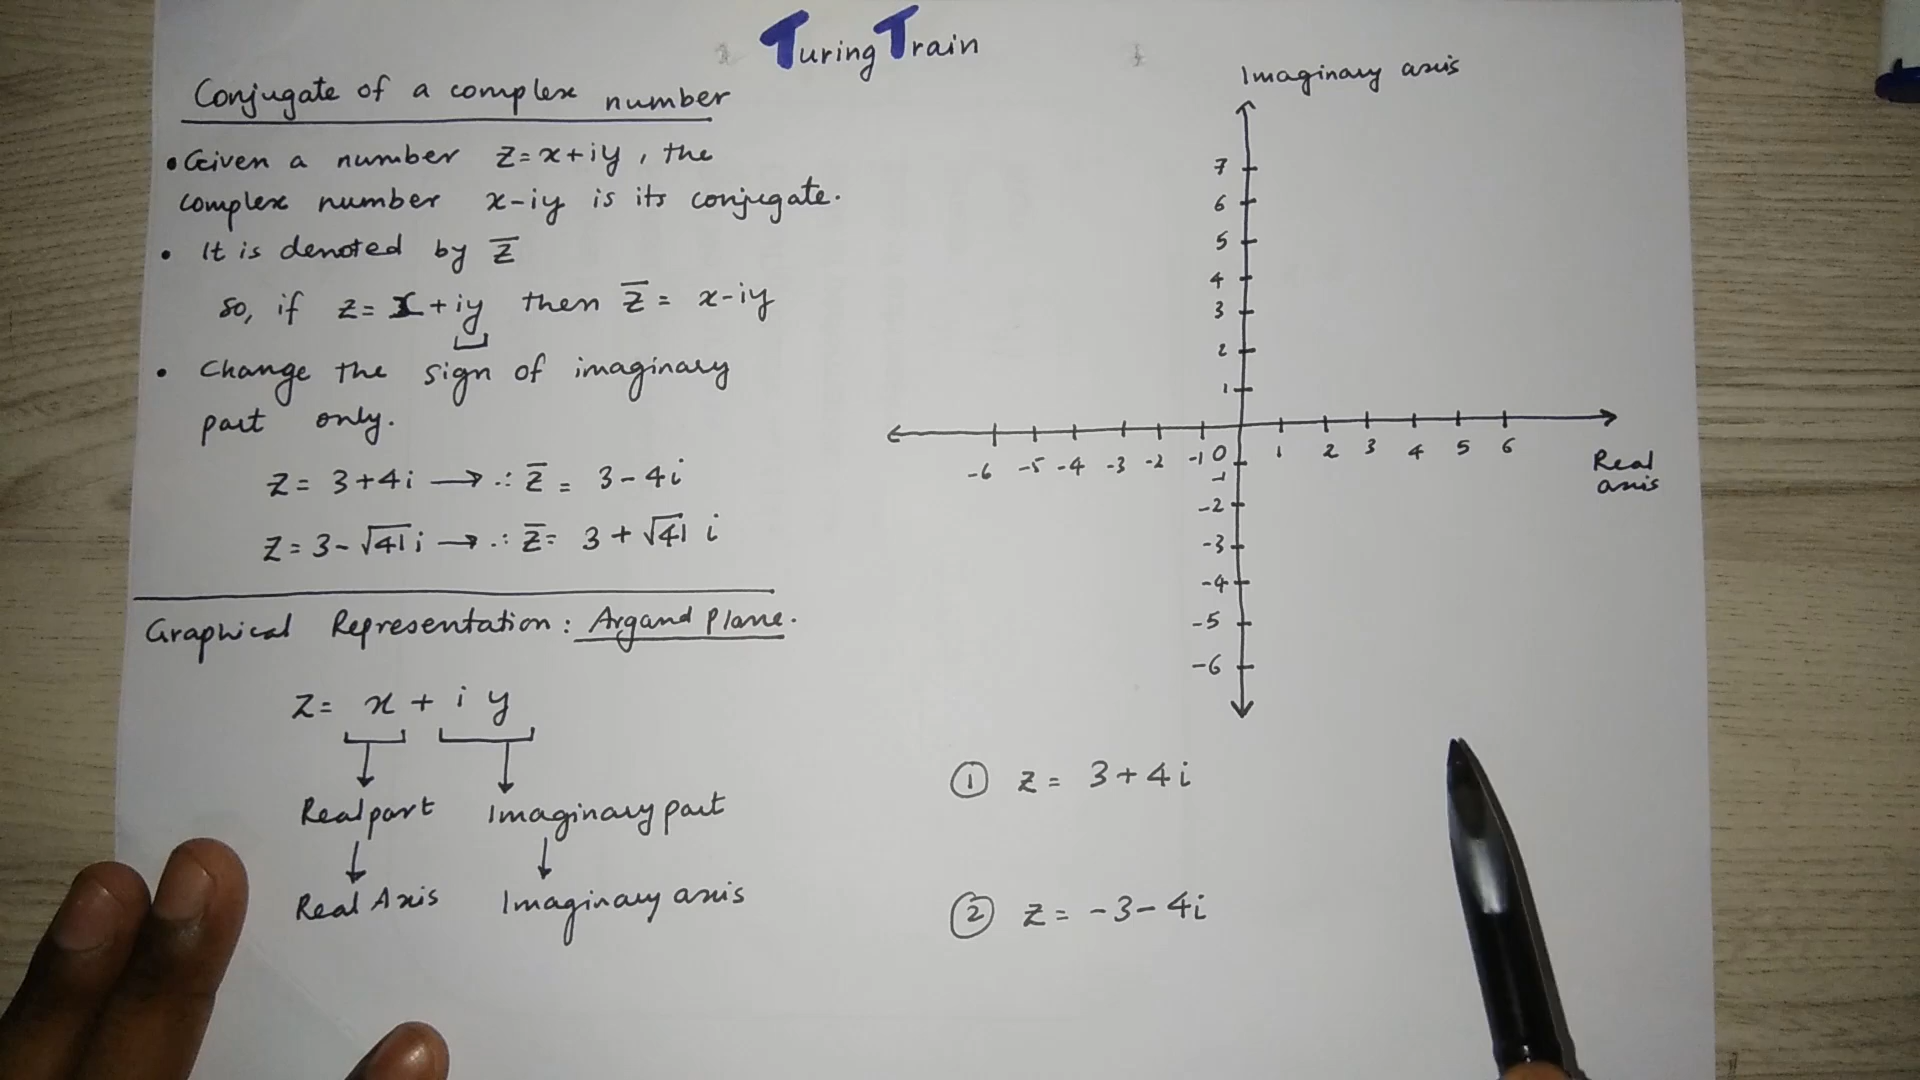 TuringTrain
Conjugate of a complex number
• Given a number z=x+iy, the
complex number x-iy is its conjugate.
• It is denoted by z̅
so, if z= x+iy then z̅ = x-iy
• Change the sign of imaginary
part only.
z= 3+4i → ∴ z̅ = 3-4i
z=3-√41 i → ∴ z̅= 3+√41 i
Graphical Representation: Argand Plane.
z= x + i y
Real part Imaginary part
Real Axis Imaginary axis
Imaginary axis
7
6
5
4
3
2
1
-6 -5 -4 -3 -2 -1 0 1 2 3 4 5 6
Real
axis
-1
-2
-3
-4
-5
-6
① z= 3+4i
② z= -3-4i